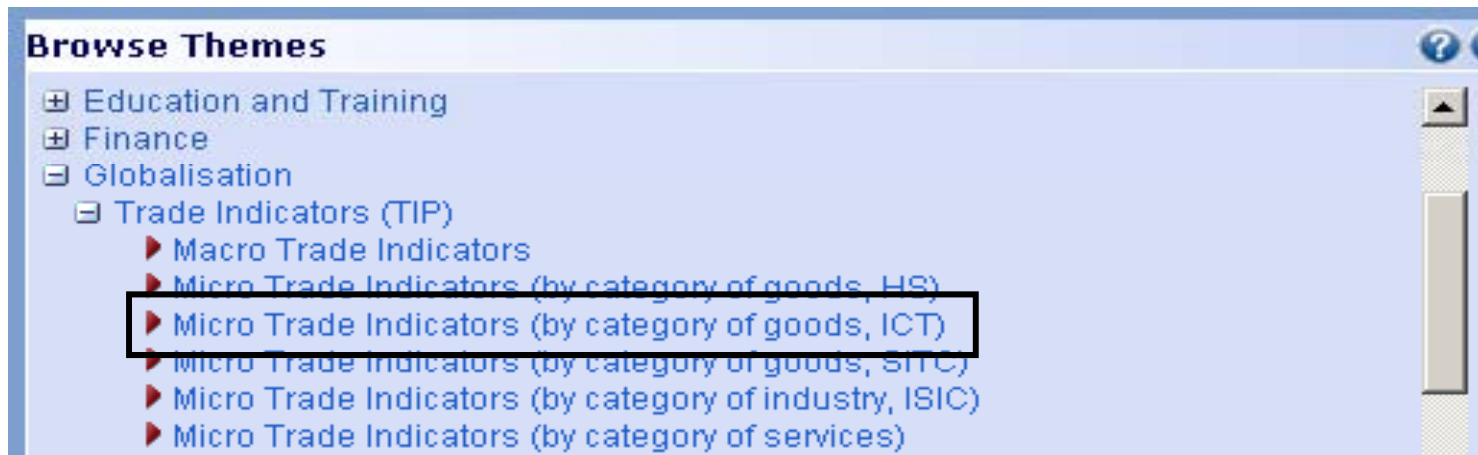 Browse Themes
Education and Training
Finance
Globalisation
Trade Indicators (TIP)
Macro Trade Indicators
Micro Trade Indicators (by category of goods, HS)
Micro Trade Indicators (by category of goods, ICT)
Micro Trade Indicators (by category of goods, SITC)
Micro Trade Indicators (by category of industry, ISIC)
Micro Trade Indicators (by category of services)